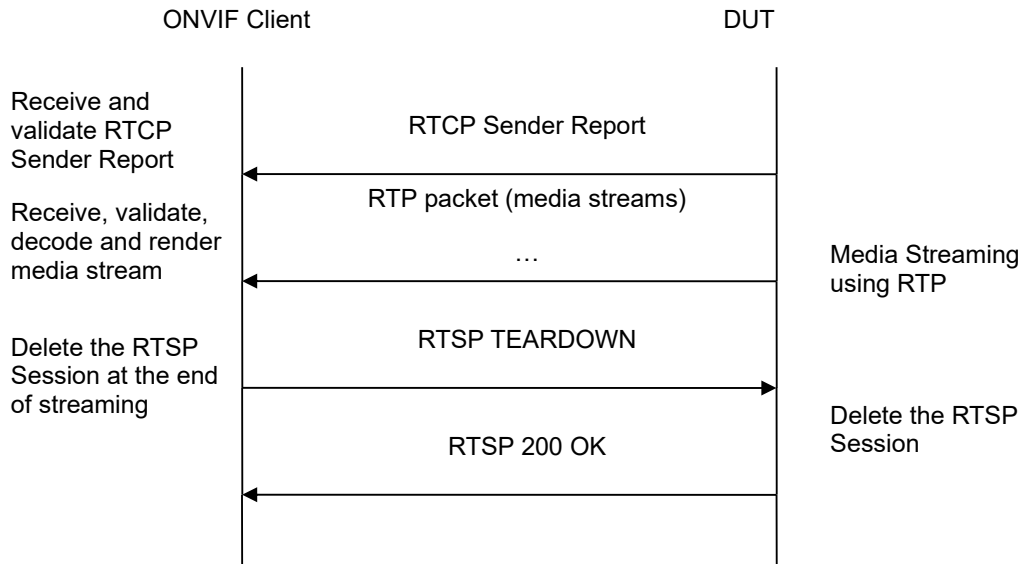 ONVIF Client
DUT
Receive and
validate RTCP
Sender Report
RTCP Sender Report
RTP packet (media streams)
Receive, validate,
decode and render
media stream
…
Media Streaming
using RTP
RTSP TEARDOWN
Delete the RTSP
Session at the end
of streaming
Delete the RTSP
Session
RTSP 200 OK